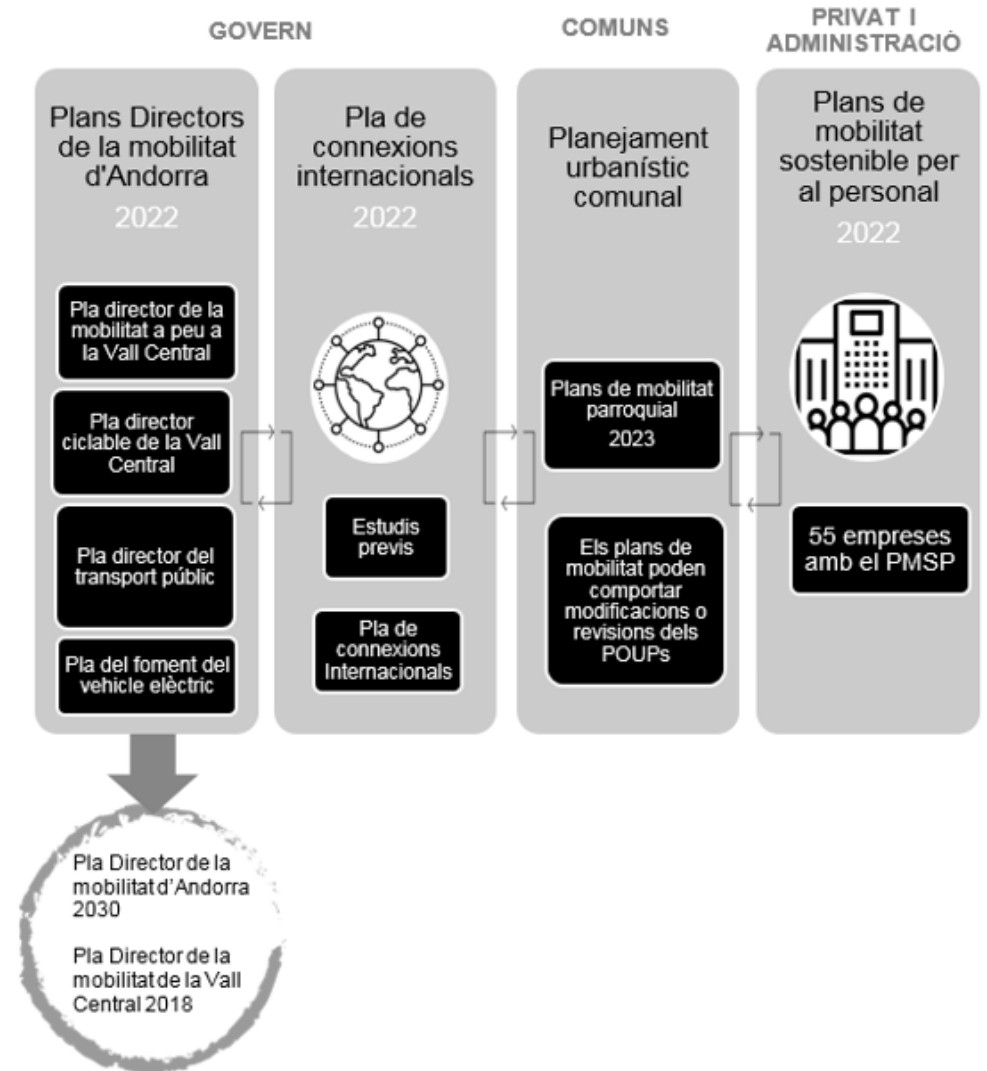 GOVERN
COMUNS
PRIVAT I
ADMINISTRACIÓ
Plans Directors
de la mobilitat
d'Andorra
2022
Pla director de la
mobilitat a peu a
la Vall Central
Pla director
ciclable de la Vall
Central
Pla director del
transport públic
Pla del foment del
vehicle elèctric
Pla de
connexions
internacionals
2022
Estudis
previs
Pla de
connexions
Internacionals
Planejament
urbanístic
comunal
Plans de mobilitat
parroquial
2023
Els plans de
mobilitat poden
comportar
modificacions o
revisions dels
POUPs
Plans de
mobilitat
sostenible per
al personal
2022
55 empreses
amb el PMSP
Pla Director de la
mobilitat d'Andorra
2030
Pla Director de la
mobilitat de la Vall
Central 2018